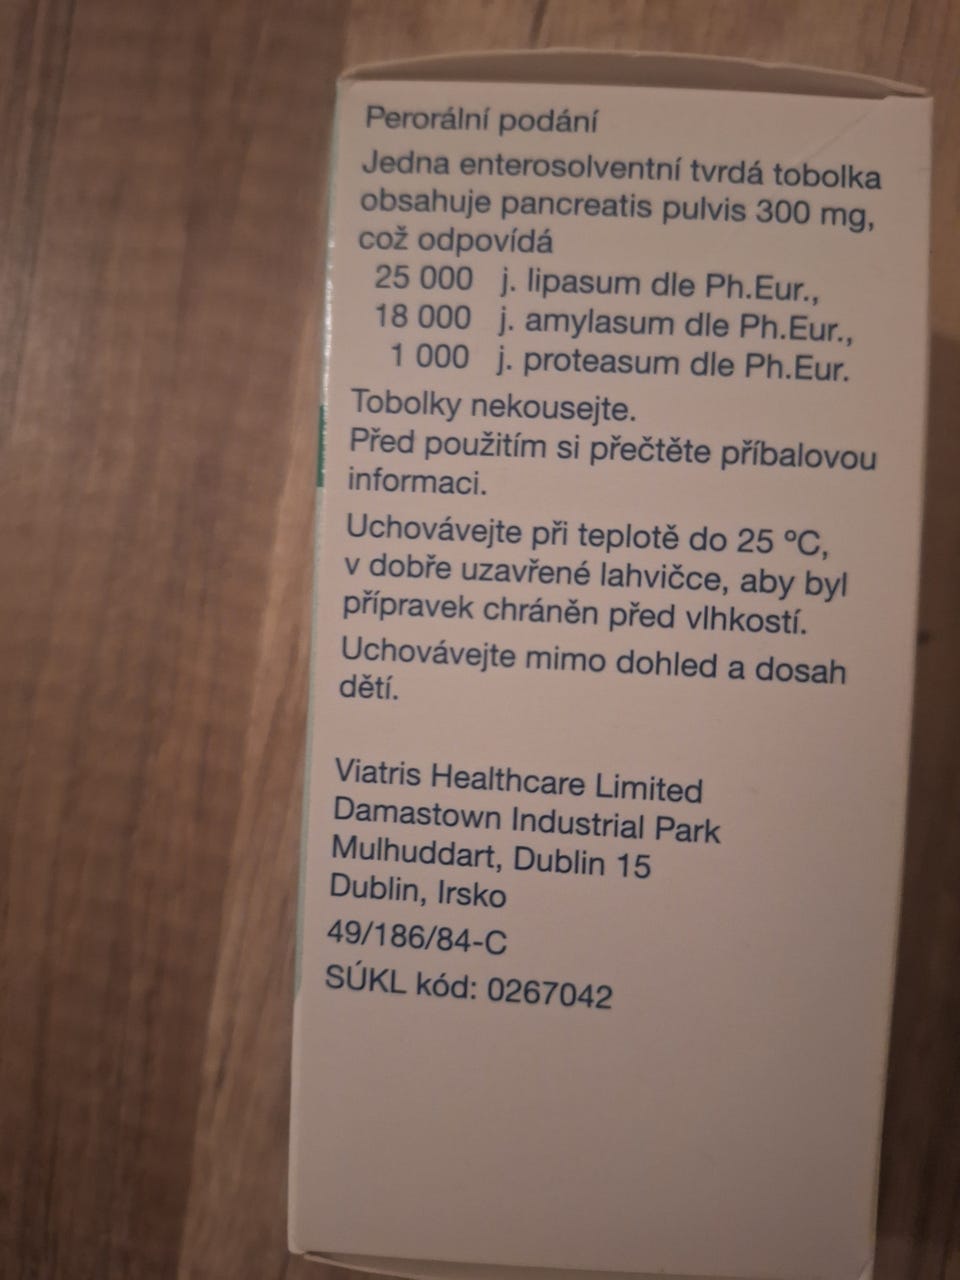 Perorální podání
Jedna enterosolventní tvrdá tobolka
obsahuje pancreatis pulvis 300 mg,
což odpovídá
25 000 j. lipasum dle Ph.Eur.,
18 000 j. amylasum dle Ph.Eur.,
1 000 j. proteasum dle Ph.Eur.
Tobolky nekousejte.
Před použitím si přečtěte příbalovou
informaci.
Uchovávejte při teplotě do 25 °C,
v dobře uzavřené lahvičce, aby byl
přípravek chráněn před vlhkostí.
Uchovávejte mimo dohled a dosah
dětí.
Viatris Healthcare Limited
Damastown Industrial Park
Mulhuddart, Dublin 15
Dublin, Irsko
49/186/84-C
SÚKL kód: 0267042